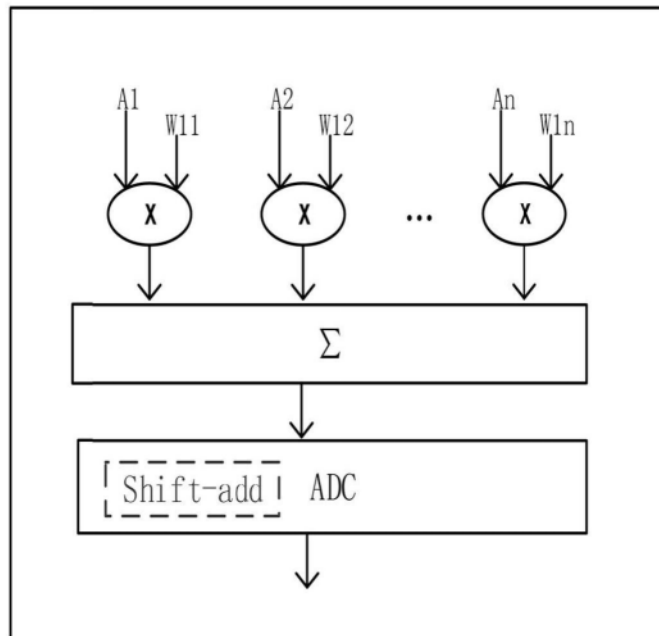 A1 A2 An
W11 W12 W1n
X X ... X
Σ
Shift-add ADC